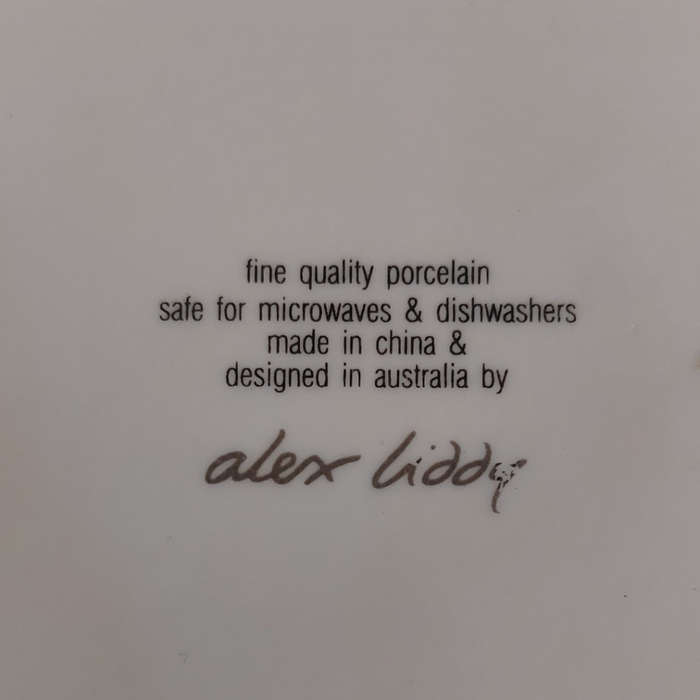 fine quality porcelain
safe for microwaves & dishwashers
made in china &
designed in australia by
alex liddy